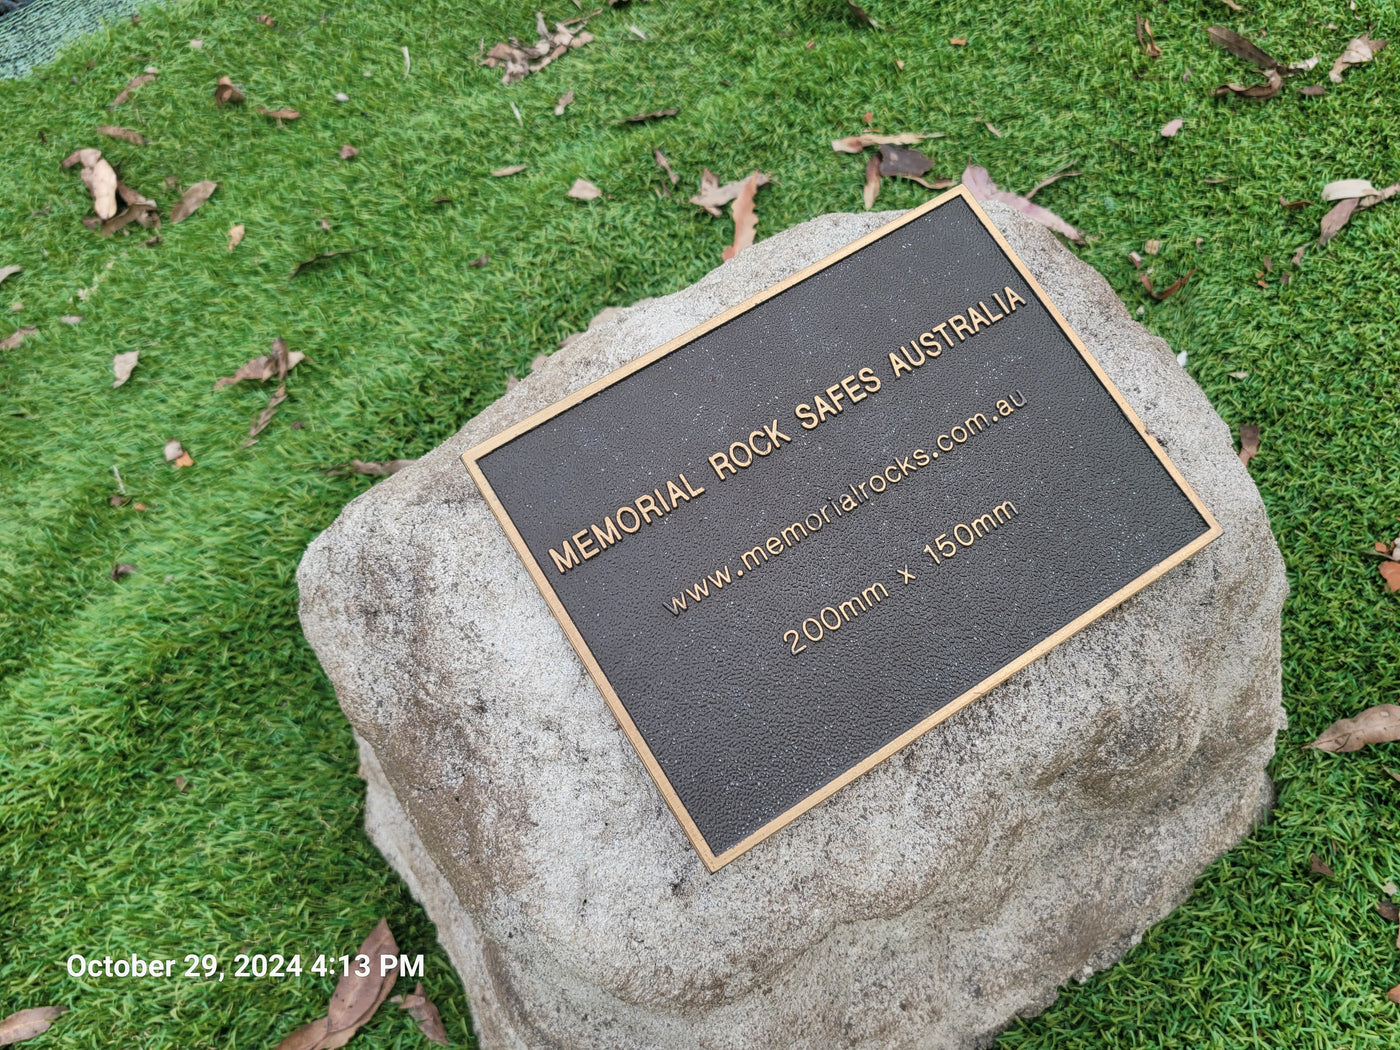 MEMORIAL ROCK SAFES AUSTRALIA
www.memorialrocks.com.au
200mm x 150mm
October 29, 2024 4:13 PM